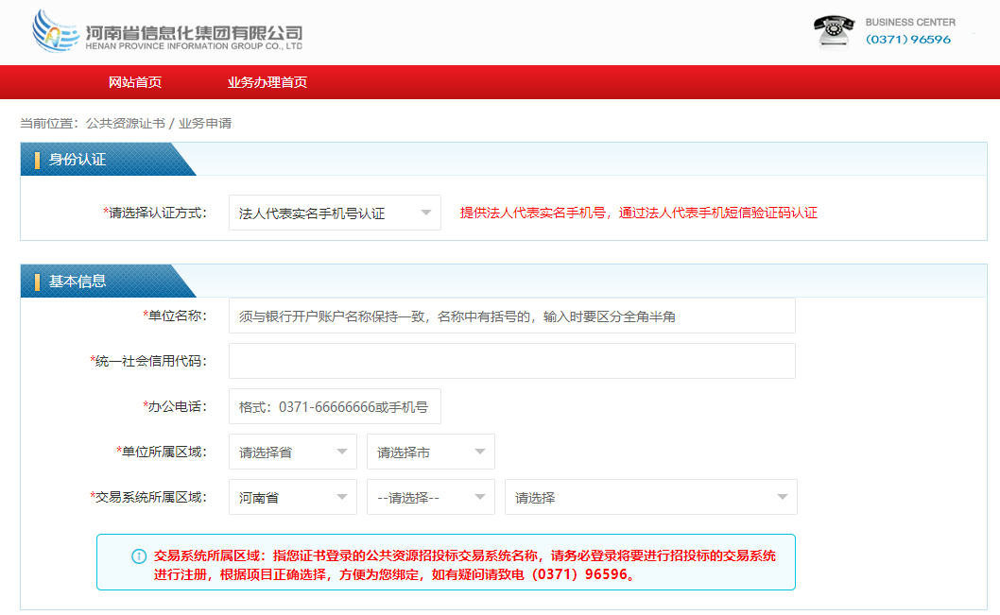 河南省信息化集团有限公司
HENAN PROVINCE INFORMATION GROUP CO., LTD
BUSINESS CENTER
(0371) 96596
网站首页 业务办理首页
当前位置：公共资源证书 / 业务申请
身份认证
*请选择认证方式： 法人代表实名手机号认证 提供法人代表实名手机号，通过法人代表手机短信验证码认证
基本信息
*单位名称： 须与银行开户账户名称保持一致，名称中有括号的，输入时要区分全角半角
*统一社会信用代码：
*办公电话： 格式：0371-66666666或手机号
*单位所属区域： 请选择省 请选择市
*交易系统所属区域： 河南省 --请选择-- 请选择
交易系统所属区域：指您证书登录的公共资源招投标交易系统名称，请务必登录将要进行招投标的交易系统
进行注册，根据项目正确选择，方便为您绑定，如有疑问请致电（0371）96596。